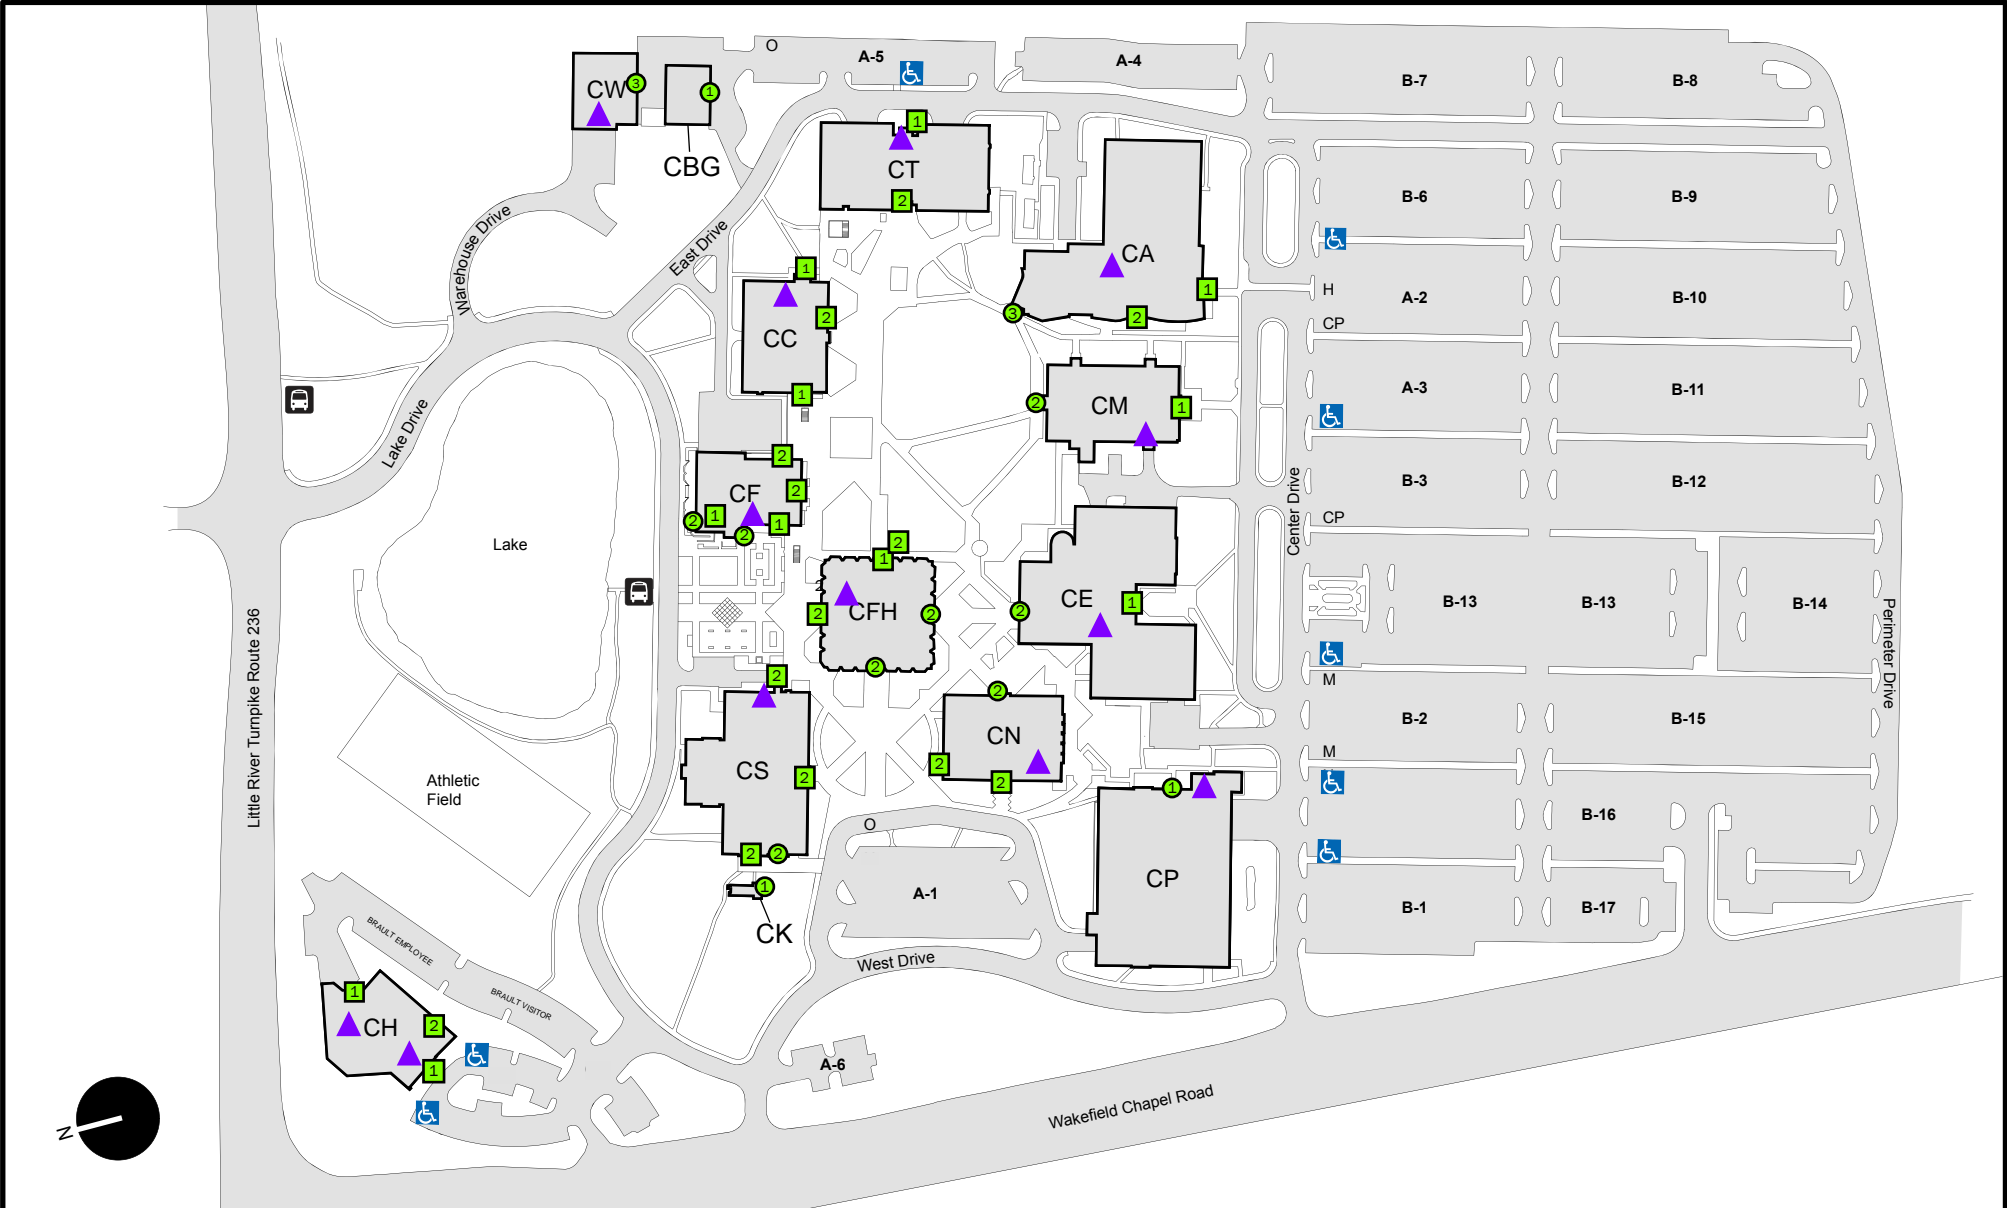 O
A-5
A-4
B-7
B-8
CW
3
1
CBG
1
CT
2
CA
3
2
1
B-6
B-9
Warehouse Drive
East Drive
H
CP
A-2
B-10
1
CC
2
1
CM
2
1
A-3
B-11
Lake Drive
2
CF
2
2
1
1
2
B-3
B-12
CP
Center Drive
Lake
2
1
2
2
CFH
2
2
CE
2
1
B-13
B-13
B-14
Perimeter Drive
Little River Turnpike Route 236
M
B-2
B-15
M
2
CS
2
2
2
2
CN
2
2
Athletic
Field
1
CP
B-16
O
A-1
B-1
B-17
1
CK
West Drive
BRAULT EMPLOYEE
BRAULT VISITOR
1
CH
2
1
A-6
Wakefield Chapel Road
N